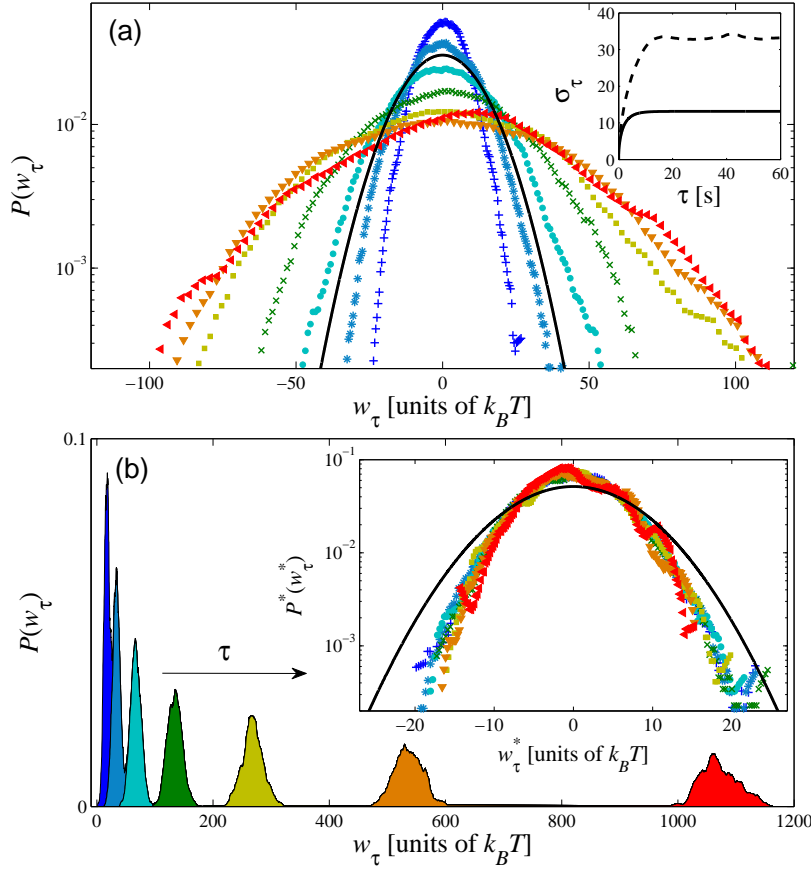 (a)
40
30
20
10
0
σ_τ
0 20 40 60
τ [s]
10^−2
10^−3
P(w_τ)
−100 −50 0 50 100
w_τ [units of k_BT]
(b)
0.1
0
P(w_τ)
τ
10^−1
10^−2
10^−3
P^*(w_τ^*)
−20 −10 0 10 20
w_τ^* [units of k_BT]
0 200 400 600 800 1000 1200
w_τ [units of k_BT]